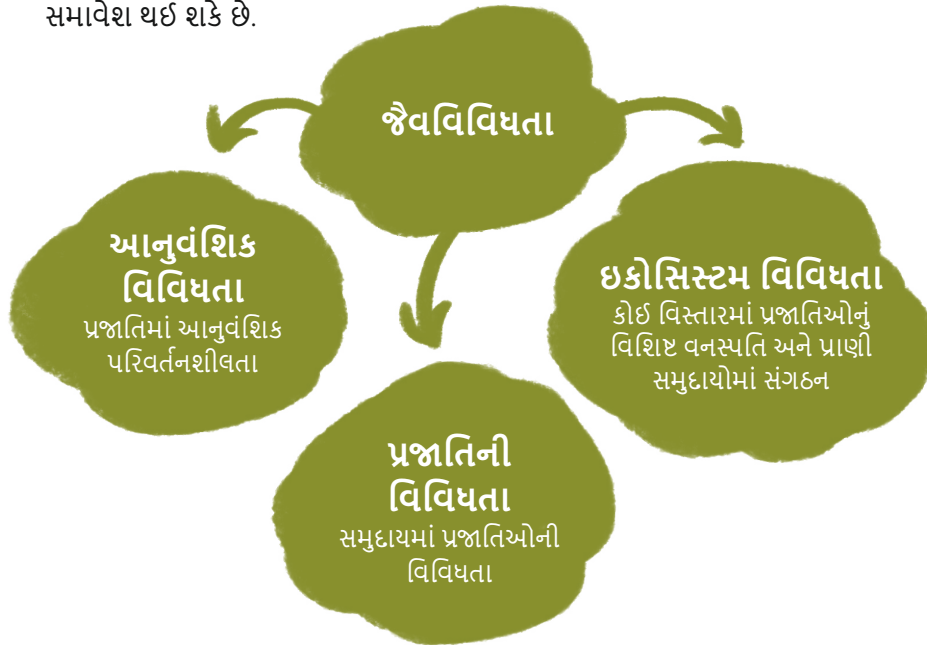 સમાવેશ થઈ શકે છે.
જૈવવિવિધતા
આનુવંશિક
વિવિધતા
પ્રજાતિમાં આનુવંશિક
પરિવર્તનશીલતા
ઇકોસિસ્ટમ વિવિધતા
કોઈ વિસ્તારમાં પ્રજાતિઓનું
વિશિષ્ટ વનસ્પતિ અને પ્રાણી
સમુદાયોમાં સંગઠન
પ્રજાતિની
વિવિધતા
સમુદાયમાં પ્રજાતિઓની
વિવિધતા